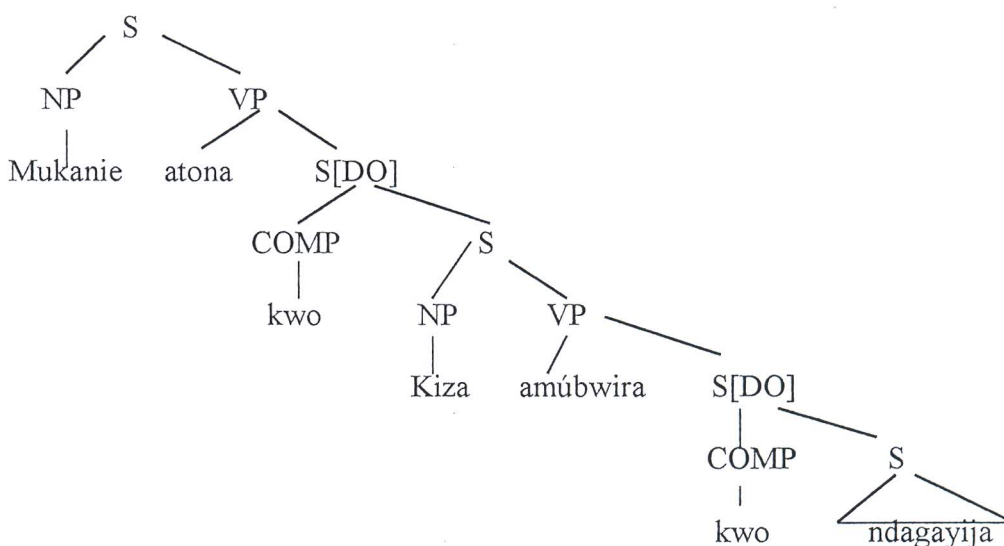 S
NP VP
Mukanie atona S[DO]
COMP S
kwo NP VP
Kiza amúbwira S[DO]
COMP S
kwo ndagayija